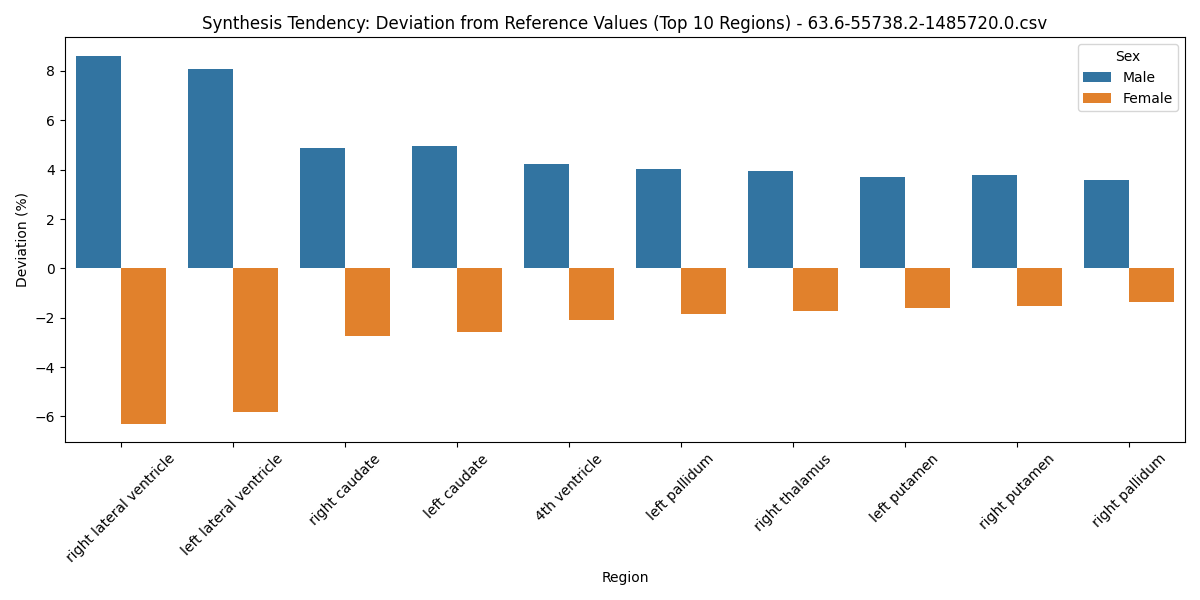 Synthesis Tendency: Deviation from Reference Values (Top 10 Regions) - 63.6-55738.2-1485720.0.csv
Sex
Male
Female
Deviation (%)
8
6
4
2
0
−2
−4
−6
right lateral ventricle
left lateral ventricle
right caudate
left caudate
4th ventricle
left pallidum
right thalamus
left putamen
right putamen
right pallidum
Region